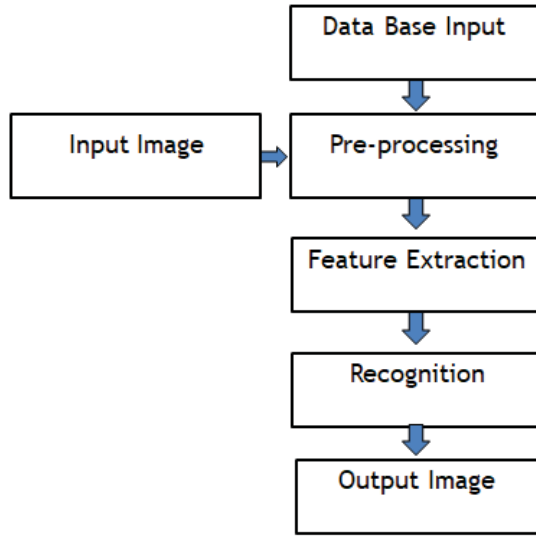 Data Base Input
Input Image
Pre-processing
Feature Extraction
Recognition
Output Image